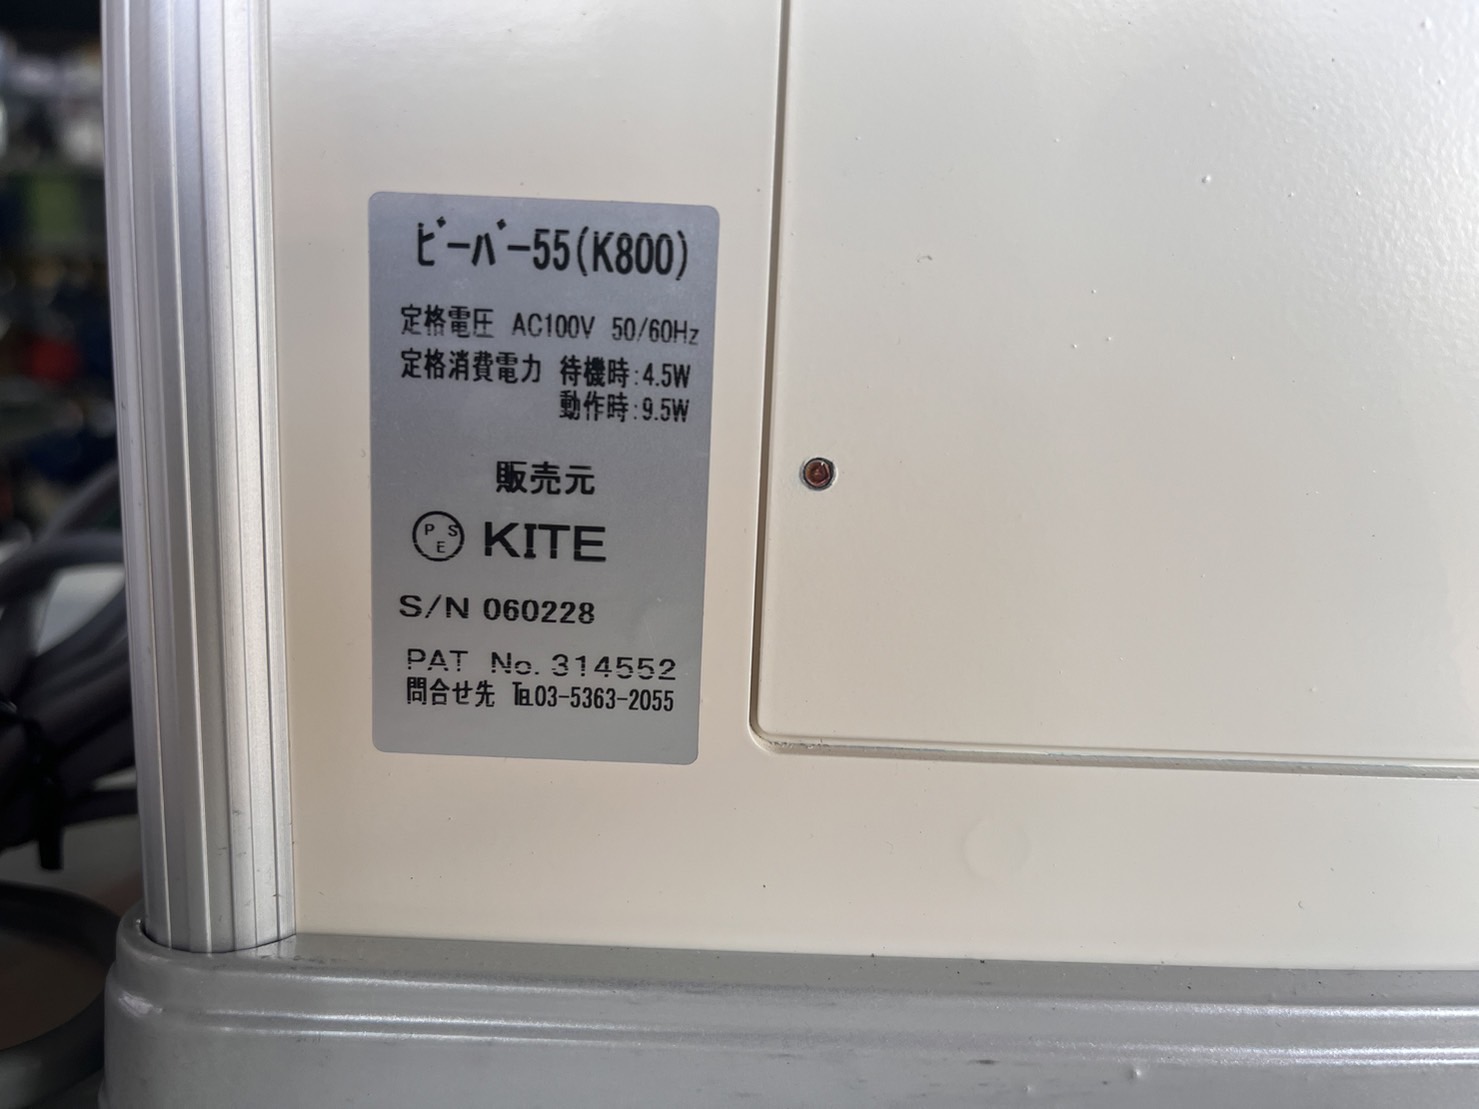 ビーバー55(K800)
定格電圧 AC100V 50/60Hz
定格消費電力 待機時:4.5W
動作時:9.5W
販売元
PSE KITE
S/N 060228
PAT No.314552
問合せ先 ℡03-5363-2055